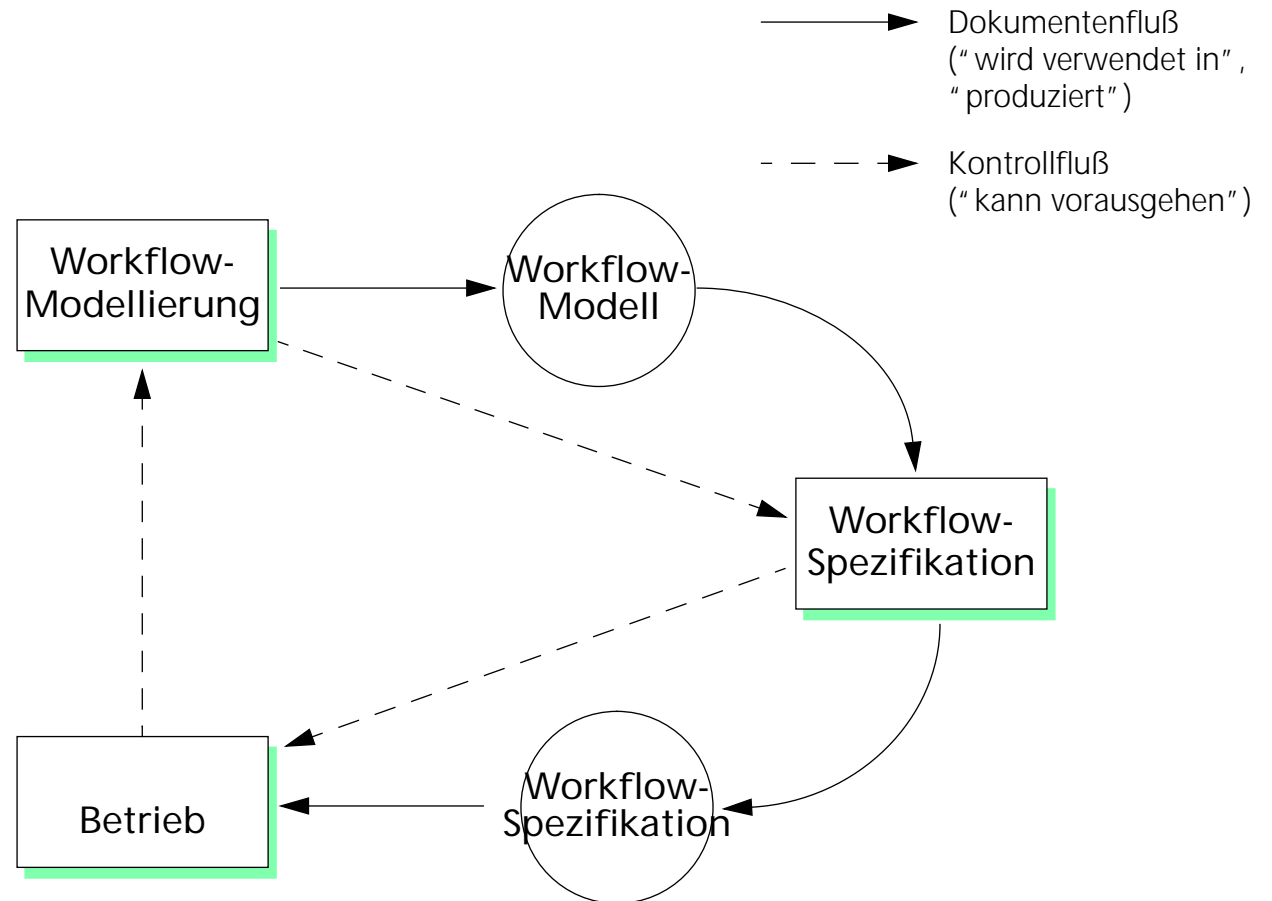 Dokumentenfluß
("wird verwendet in",
"produziert")
Kontrollfluß
("kann vorausgehen")
Workflow-
Modellierung
Workflow-
Modell
Workflow-
Spezifikation
Workflow-
Spezifikation
Betrieb